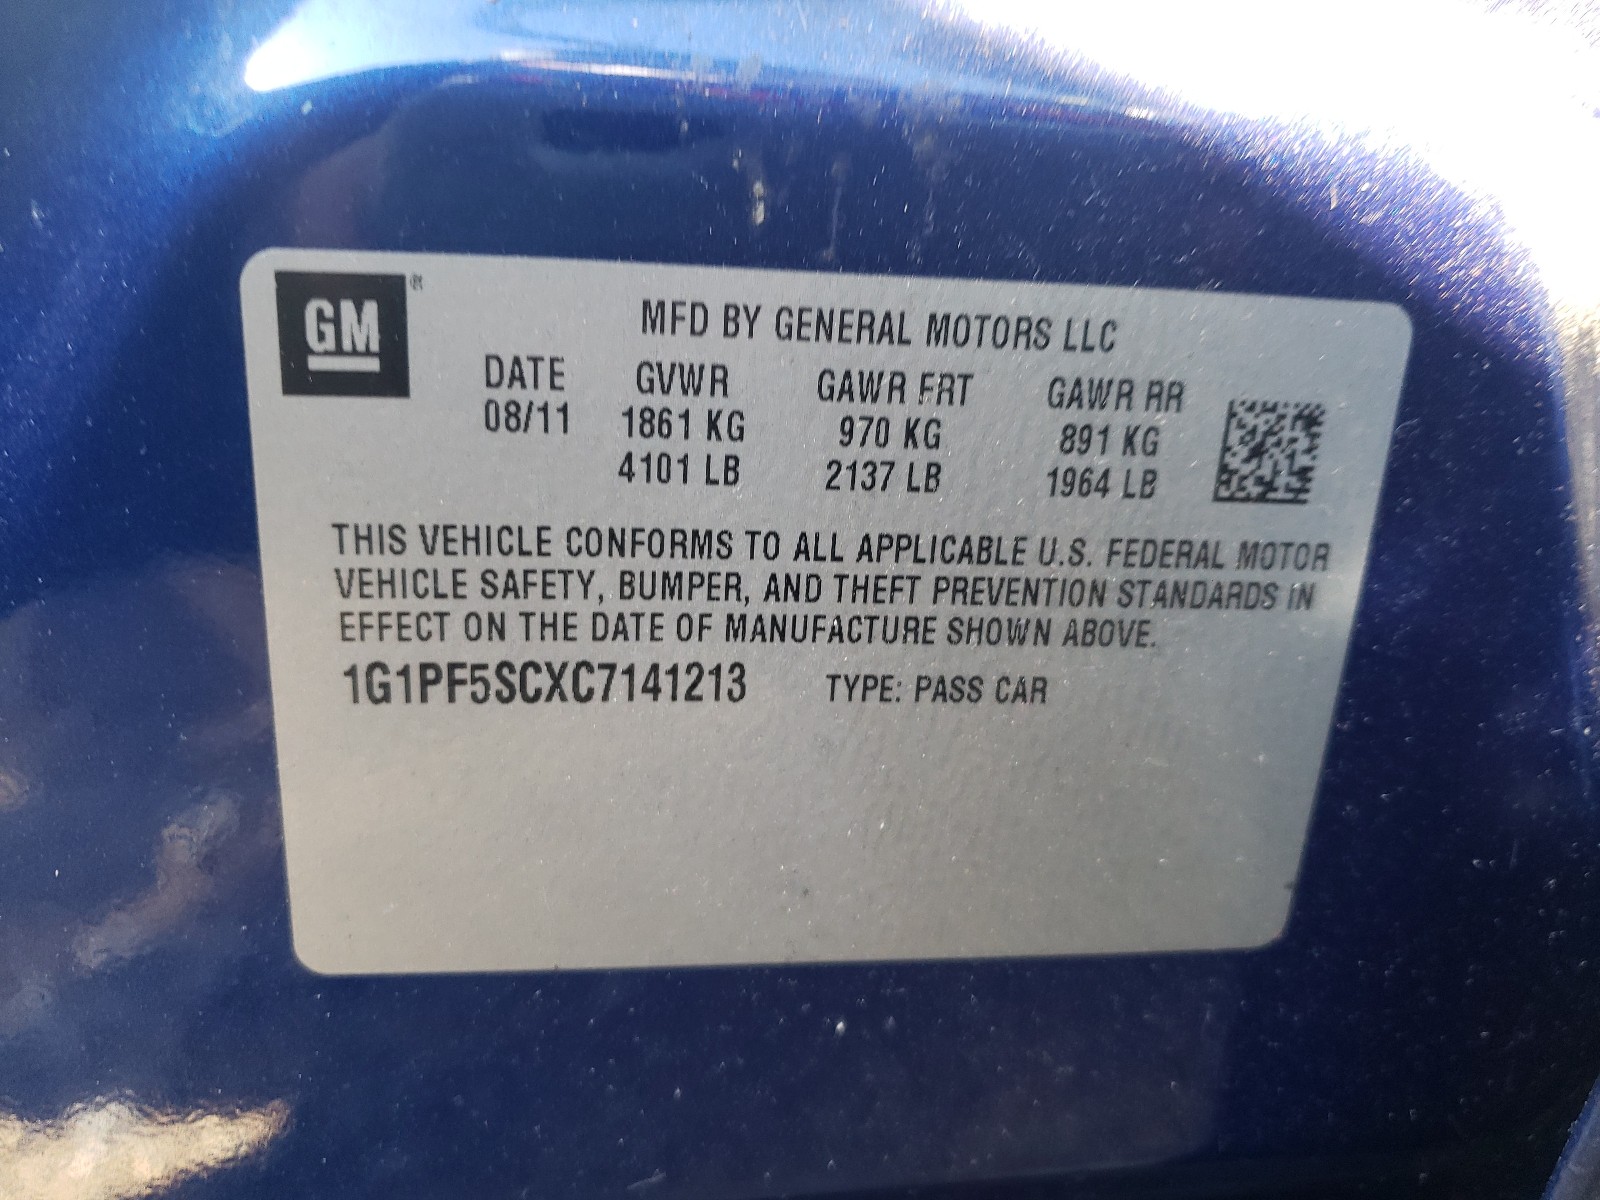 GM ®
MFD BY GENERAL MOTORS LLC
DATE GVWR GAWR FRT GAWR RR
08/11 1861 KG 970 KG 891 KG
4101 LB 2137 LB 1964 LB
THIS VEHICLE CONFORMS TO ALL APPLICABLE U.S. FEDERAL MOTOR
VEHICLE SAFETY, BUMPER, AND THEFT PREVENTION STANDARDS IN
EFFECT ON THE DATE OF MANUFACTURE SHOWN ABOVE.
1G1PF5SCXC7141213 TYPE: PASS CAR